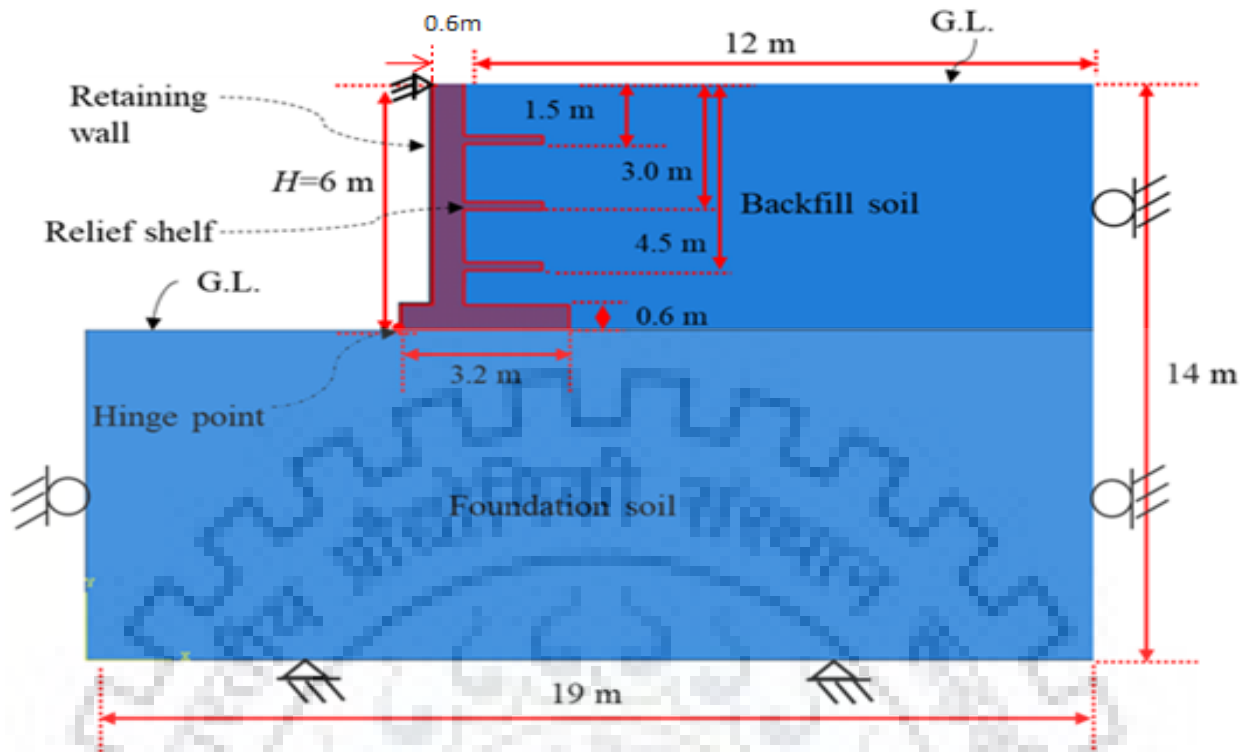 0.6m
12 m
G.L.
Retaining
wall
1.5 m
H=6 m
3.0 m
Backfill soil
Relief shelf
4.5 m
G.L.
0.6 m
3.2 m
14 m
Hinge point
Foundation soil
Y
X
19 m